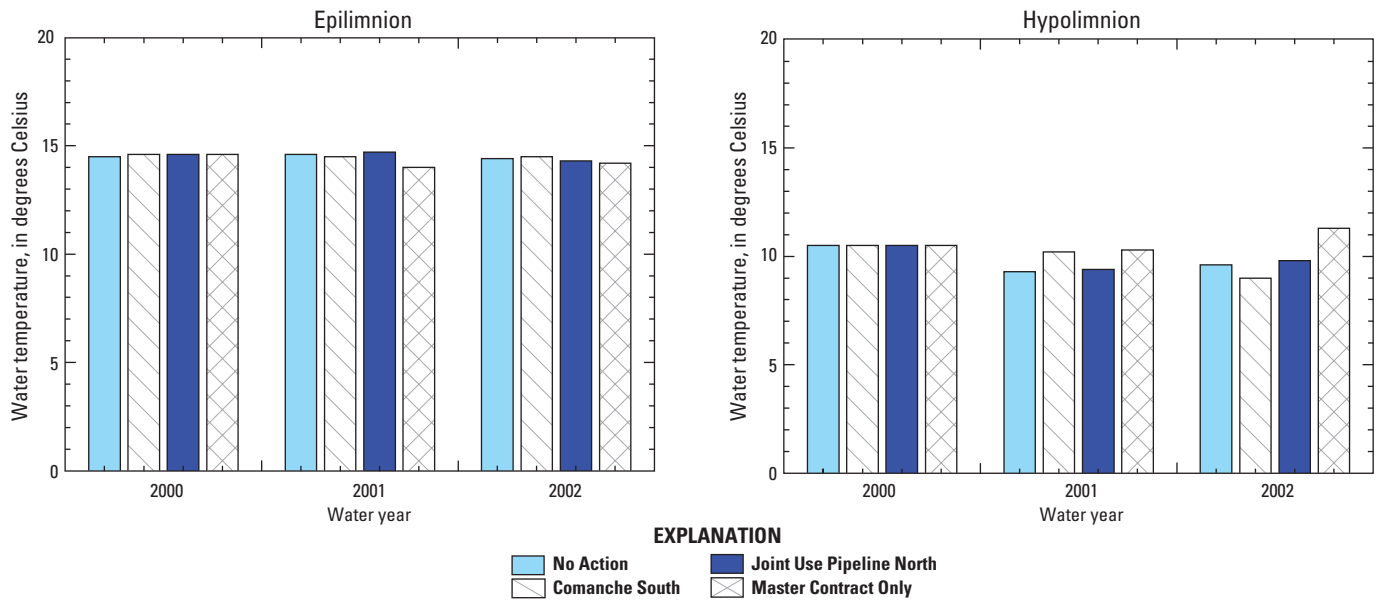 Epilimnion
Hypolimnion
Water temperature, in degrees Celsius
20
15
10
5
0
2000 2001 2002
Water year
Water temperature, in degrees Celsius
20
15
10
5
0
2000 2001 2002
Water year
EXPLANATION
No Action
Joint Use Pipeline North
Comanche South
Master Contract Only